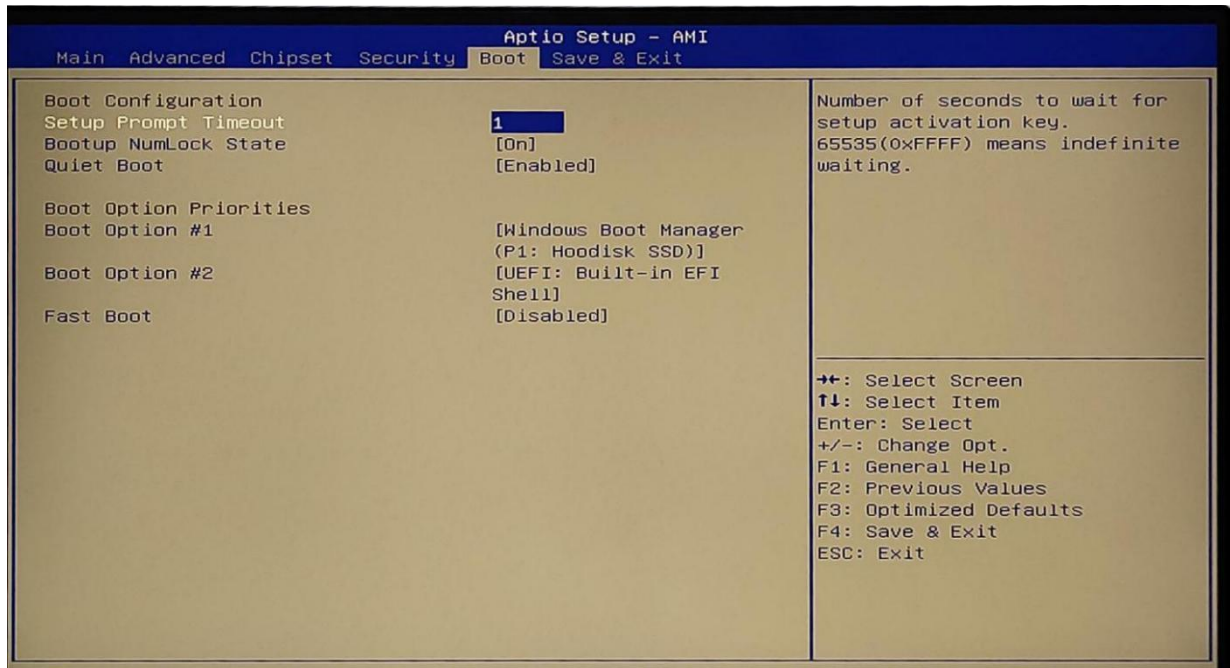 Aptio Setup – AMI
Main Advanced Chipset Security Boot Save & Exit
Boot Configuration
Setup Prompt Timeout 1
Bootup NumLock State [On]
Quiet Boot [Enabled]
Boot Option Priorities
Boot Option #1 [Windows Boot Manager
(P1: Hoodisk SSD)]
Boot Option #2 [UEFI: Built-in EFI
Shell]
Fast Boot [Disabled]
Number of seconds to wait for
setup activation key.
65535(0xFFFF) means indefinite
waiting.
→←: Select Screen
↑↓: Select Item
Enter: Select
+/-: Change Opt.
F1: General Help
F2: Previous Values
F3: Optimized Defaults
F4: Save & Exit
ESC: Exit